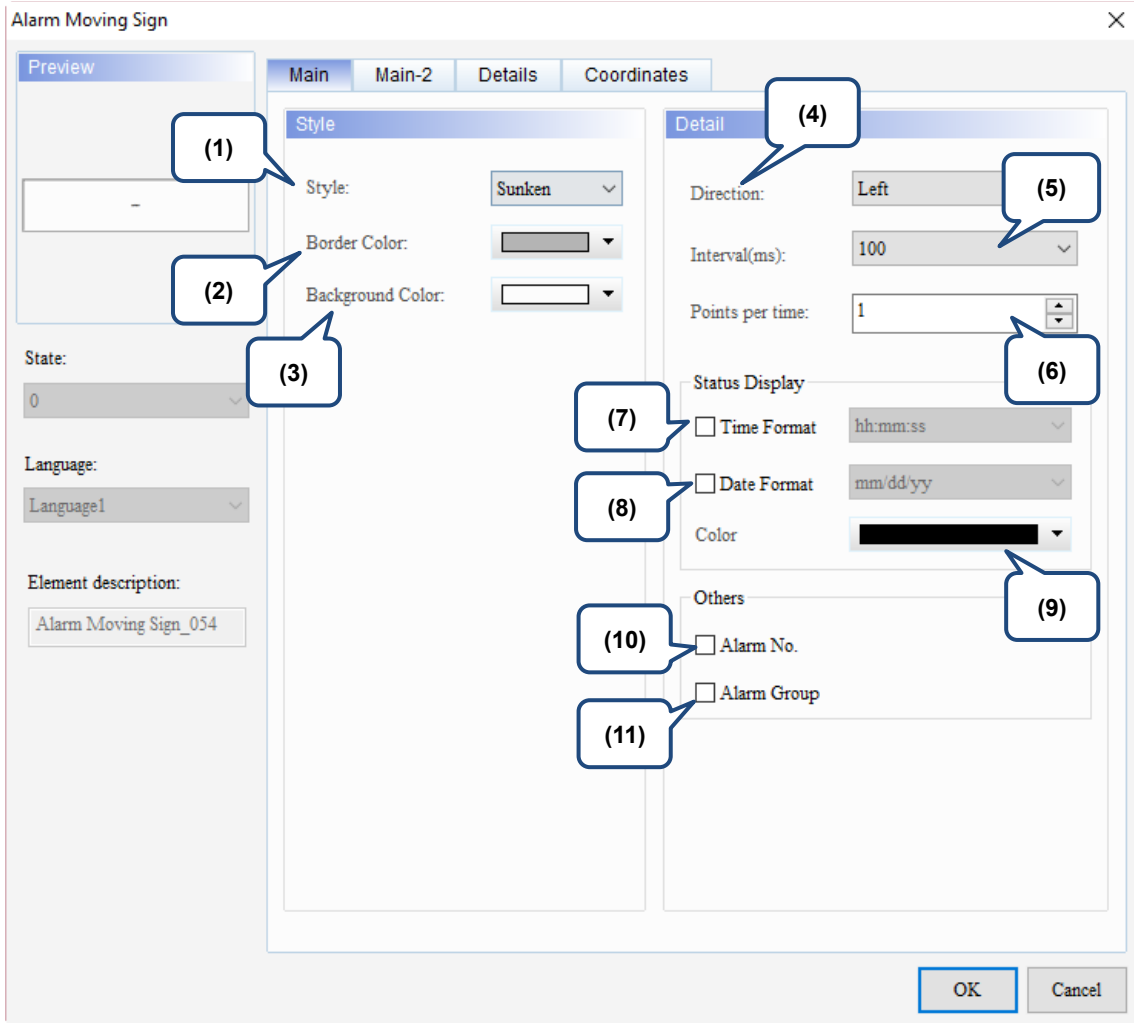 Alarm Moving Sign
Preview
Main Main-2 Details Coordinates
Style
Detail
(4)
(1)
Style: Sunken
Direction: Left
(5)
Border Color:
Interval(ms): 100
(2)
Background Color:
Points per time: 1
(3)
(6)
State:
0
Status Display
(7)
Time Format hh:mm:ss
Language:
Language1
(8)
Date Format mm/dd/yy
Color
(9)
Element description:
Alarm Moving Sign_054
Others
(10)
Alarm No.
Alarm Group
(11)
–
OK Cancel